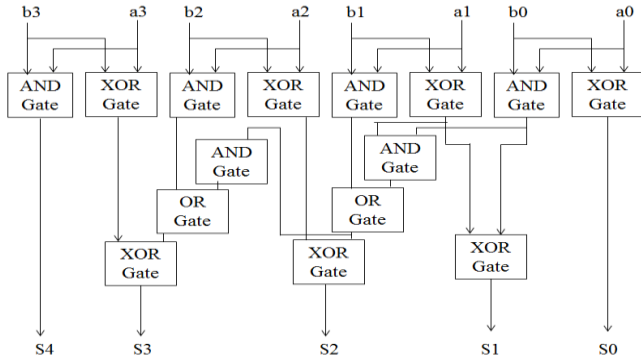 b3 a3 b2 a2 b1 a1 b0 a0
AND Gate
XOR Gate
AND Gate
XOR Gate
AND Gate
XOR Gate
AND Gate
XOR Gate
AND Gate
AND Gate
OR Gate
OR Gate
XOR Gate
XOR Gate
XOR Gate
S4 S3 S2 S1 S0